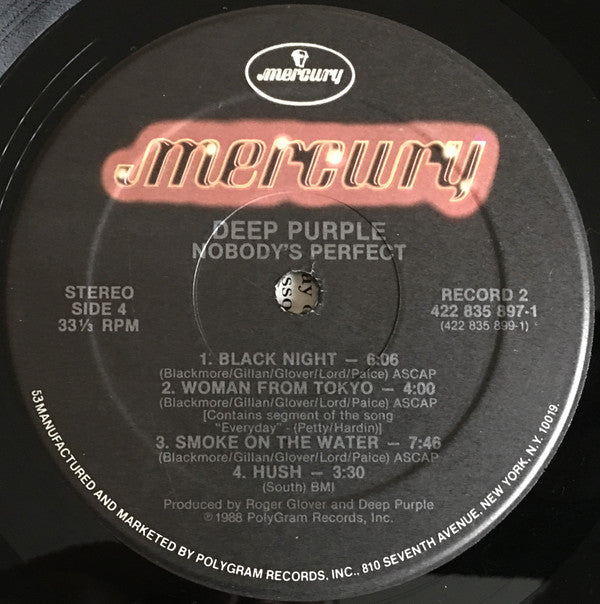 mercury
mercury
DEEP PURPLE
NOBODY'S PERFECT
STEREO
SIDE 4
33⅓ RPM
RECORD 2
422 835 897-1
(422 835 899-1)
1. BLACK NIGHT – 6:06
(Blackmore/Gillan/Glover/Lord/Paice) ASCAP
2. WOMAN FROM TOKYO – 4:00
(Blackmore/Gillan/Glover/Lord/Paice) ASCAP
[Contains segment of the song
"Everyday" - (Petty/Hardin)]
3. SMOKE ON THE WATER – 7:46
(Blackmore/Gillan/Glover/Lord/Paice) ASCAP
4. HUSH – 3:30
(South) BMI
Produced by Roger Glover and Deep Purple
℗1988 PolyGram Records, Inc.
53 MANUFACTURED AND MARKETED BY POLYGRAM RECORDS, INC., 810 SEVENTH AVENUE, NEW YORK, N.Y. 10019.